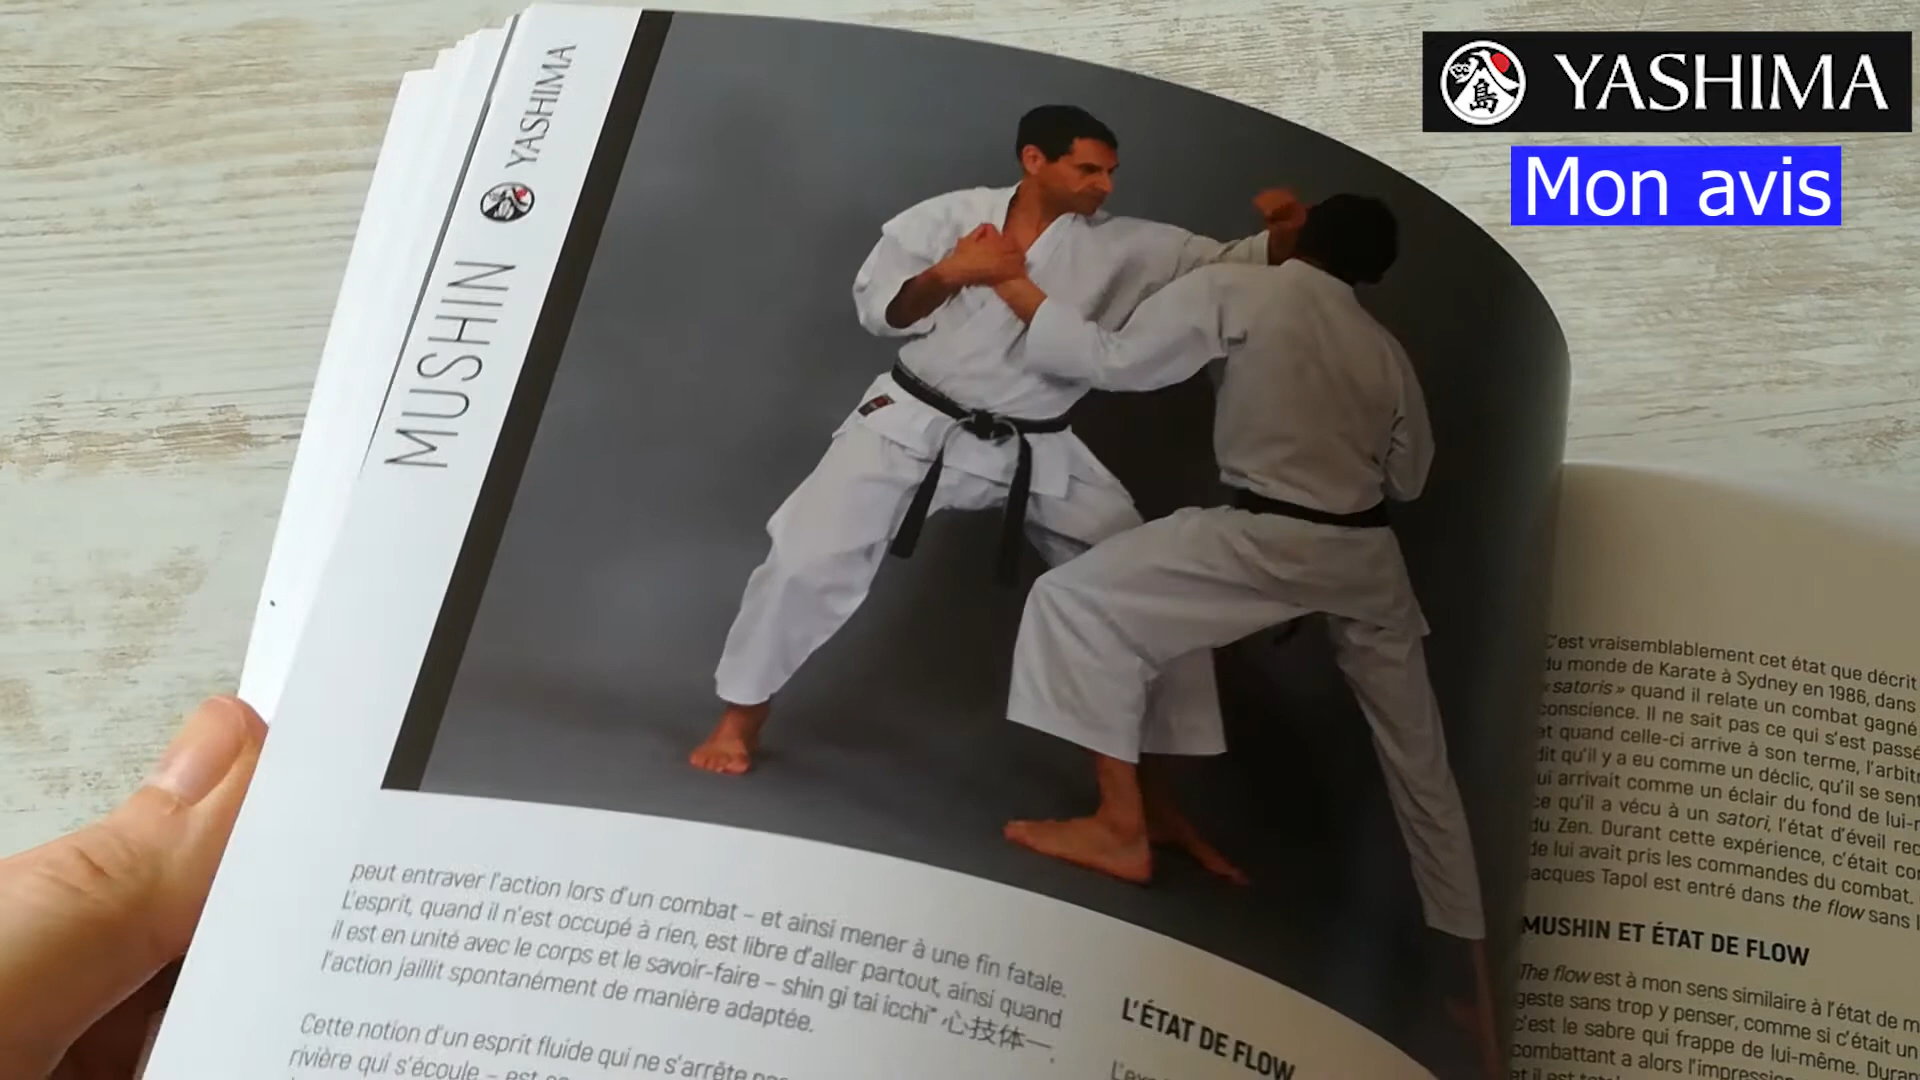 YASHIMA
Mon avis
MUSHIN YASHIMA
peut entraver l'action lors d'un combat – et ainsi mener à une fin fatale.
L'esprit, quand il n'est occupé à rien, est libre d'aller partout, ainsi quand
il est en unité avec le corps et le savoir-faire – shin gi tai icchi* 心技体一,
l'action jaillit spontanément de manière adaptée.
Cette notion d'un esprit fluide qui ne s'arrête
rivière qui s'écoule –
L'ÉTAT DE FLOW
C'est vraisemblablement cet état que décrit
du monde de Karate à Sydney en 1986, dans
«satoris» quand il relate un combat gagné
conscience. Il ne sait pas ce qui s'est passé
et quand celle-ci arrive à son terme, l'arbit
dit qu'il y a eu comme un déclic, qu'il se sent
ui arrivait comme un éclair du fond de lui-
ce qu'il a vécu à un satori, l'état d'éveil
du Zen. Durant cette expérience, c'était
de lui avait pris les commandes du combat.
Jacques Tapol est entré dans the flow sans
MUSHIN ET ÉTAT DE FLOW
The flow est à mon sens similaire à l'état de
geste sans trop y penser, comme si c'était un
c'est le sabre qui frappe de lui-même.
combattant a alors